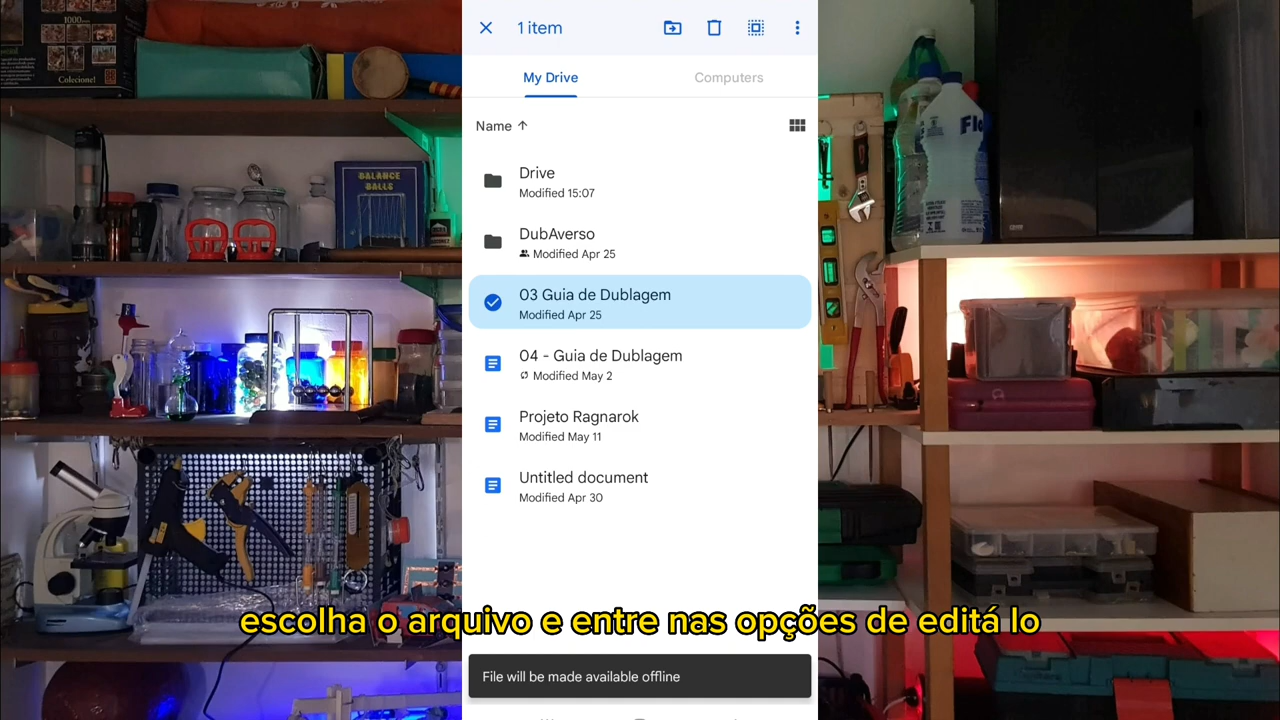 1000
Colecione!
BALANCE
BALLS
1 item
My Drive
Computers
Name
Drive
Modified 15:07
DubAverso
Modified Apr 25
03 Guia de Dublagem
Modified Apr 25
04 - Guia de Dublagem
Modified May 2
Projeto Ragnarok
Modified May 11
Untitled document
Modified Apr 30
escolha o arquivo e entre nas opções de editá lo
File will be made available offline